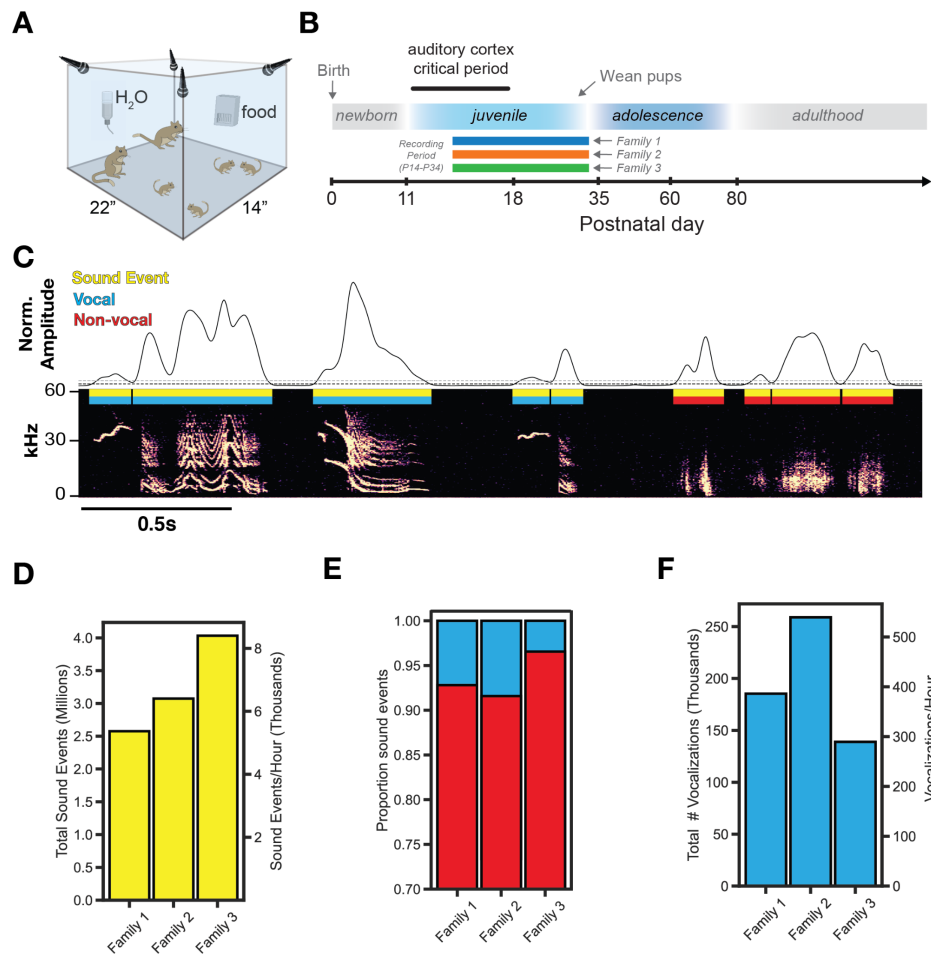 A
H2O
food
22”
14”
B
auditory cortex
critical period
Birth
Wean pups
newborn
juvenile
adolescence
adulthood
Recording
Period
(P14-P34)
Family 1
Family 2
Family 3
0
11
18
35
60
80
Postnatal day
C
Sound Event
Vocal
Non-vocal
Norm.
Amplitude
60
30
0
kHz
0.5s
D
Total Sound Events (Millions)
4.0
3.5
3.0
2.5
2.0
1.5
1.0
0.5
0.0
8
6
4
2
Sound Events/Hour (Thousands)
Family 1
Family 2
Family 3
E
Proportion sound events
1.00
0.95
0.90
0.85
0.80
0.75
0.70
Family 1
Family 2
Family 3
F
Total # Vocalizations (Thousands)
250
200
150
100
50
0
500
400
300
200
100
0
Vocalizations/Hour
Family 1
Family 2
Family 3